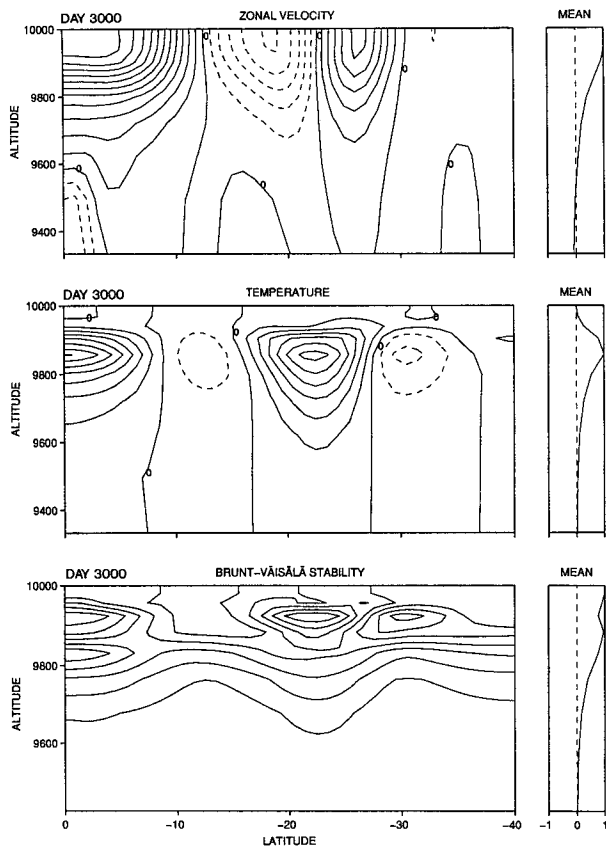 DAY 3000 ZONAL VELOCITY MEAN
10000
9800
9600
9400
ALTITUDE
0 0 0 0 0 0 0
DAY 3000 TEMPERATURE MEAN
10000
9800
9600
9400
ALTITUDE
0 0 0 0 0
DAY 3000 BRUNT-VÄISÄLÄ STABILITY MEAN
10000
9800
9600
ALTITUDE
0 -10 -20 -30 -40 -1 0 1
LATITUDE